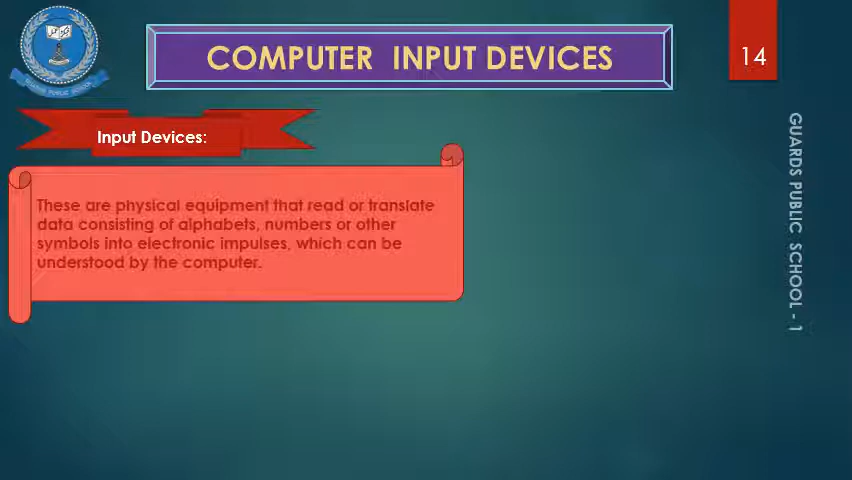 COMPUTER INPUT DEVICES
14
Input Devices:
These are physical equipment that read or translate
data consisting of alphabets, numbers or other
symbols into electronic impulses, which can be
understood by the computer.
GUARDS PUBLIC SCHOOL - 1